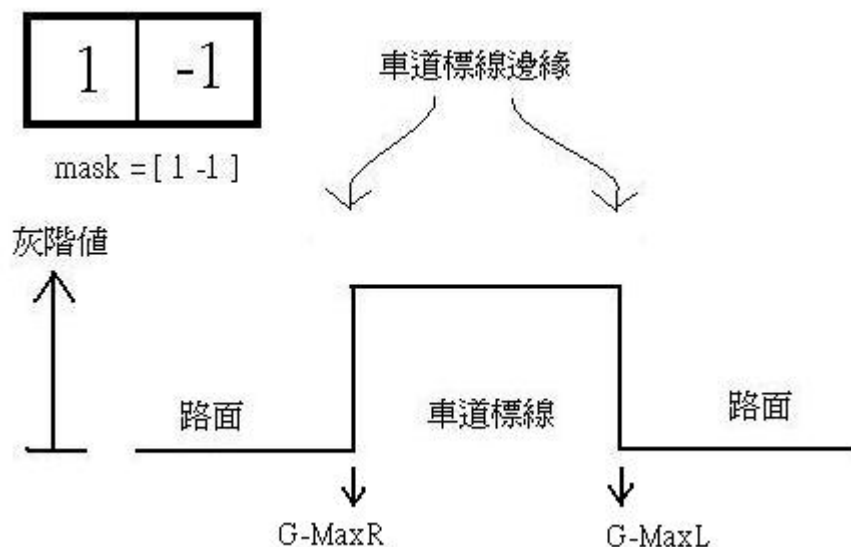 1 -1
車道標線邊緣
mask = [ 1 -1 ]
灰階值
路面
車道標線
路面
G-MaxR
G-MaxL